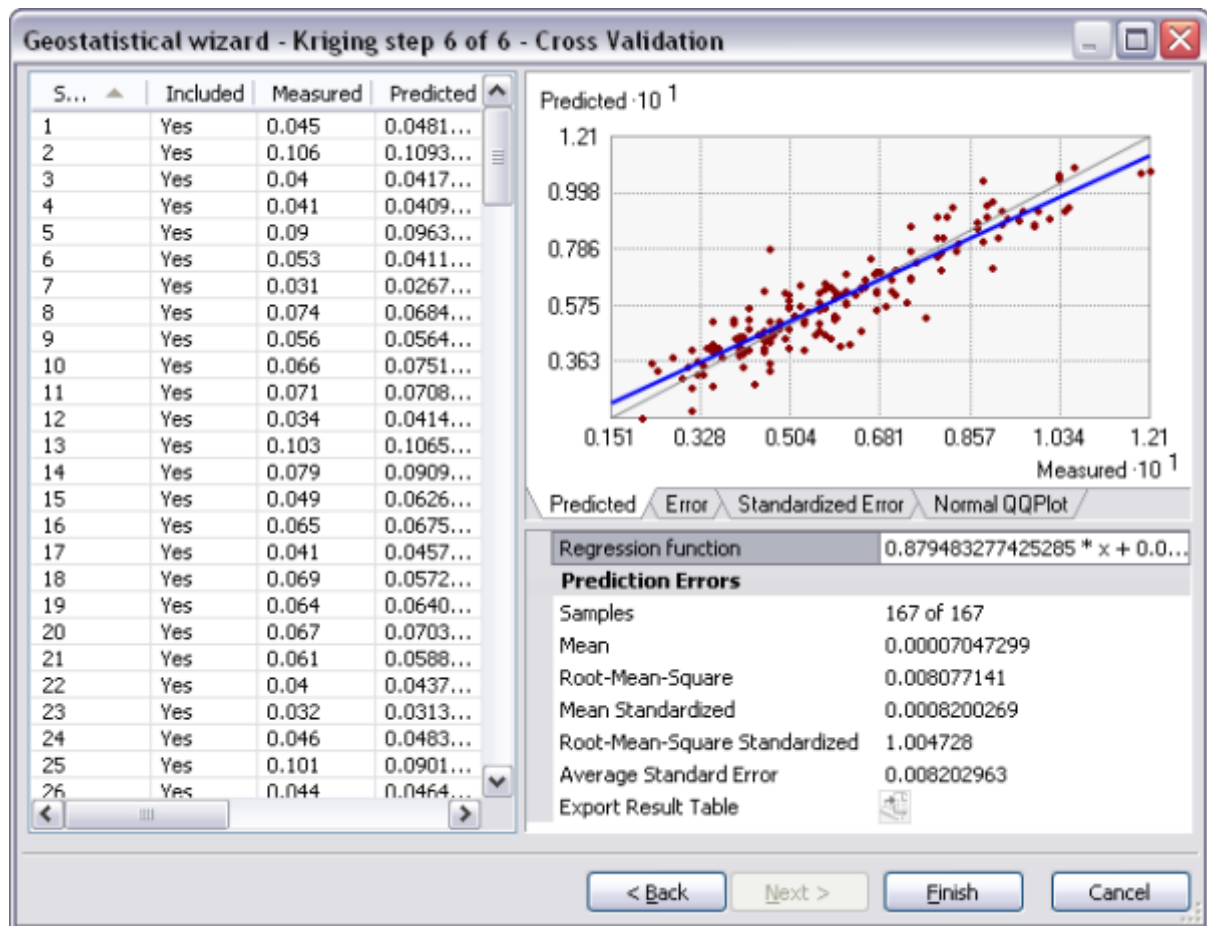 Geostatistical wizard - Kriging step 6 of 6 - Cross Validation
S... Included Measured Predicted
1 Yes 0.045 0.0481...
2 Yes 0.106 0.1093...
3 Yes 0.04 0.0417...
4 Yes 0.041 0.0409...
5 Yes 0.09 0.0963...
6 Yes 0.053 0.0411...
7 Yes 0.031 0.0267...
8 Yes 0.074 0.0684...
9 Yes 0.056 0.0564...
10 Yes 0.066 0.0751...
11 Yes 0.071 0.0708...
12 Yes 0.034 0.0414...
13 Yes 0.103 0.1065...
14 Yes 0.079 0.0909...
15 Yes 0.049 0.0626...
16 Yes 0.065 0.0675...
17 Yes 0.041 0.0457...
18 Yes 0.069 0.0572...
19 Yes 0.064 0.0640...
20 Yes 0.067 0.0703...
21 Yes 0.061 0.0588...
22 Yes 0.04 0.0437...
23 Yes 0.032 0.0313...
24 Yes 0.046 0.0483...
25 Yes 0.101 0.0901...
26 Yes 0.044 0.0464...
Predicted ·10 1
1.21
0.998
0.786
0.575
0.363
0.151 0.328 0.504 0.681 0.857 1.034 1.21
Measured ·10 1
Predicted Error Standardized Error Normal QQPlot
Regression function 0.879483277425285 * x + 0.0...
Prediction Errors
Samples 167 of 167
Mean 0.00007047299
Root-Mean-Square 0.008077141
Mean Standardized 0.0008200269
Root-Mean-Square Standardized 1.004728
Average Standard Error 0.008202963
Export Result Table
< Back Next > Finish Cancel